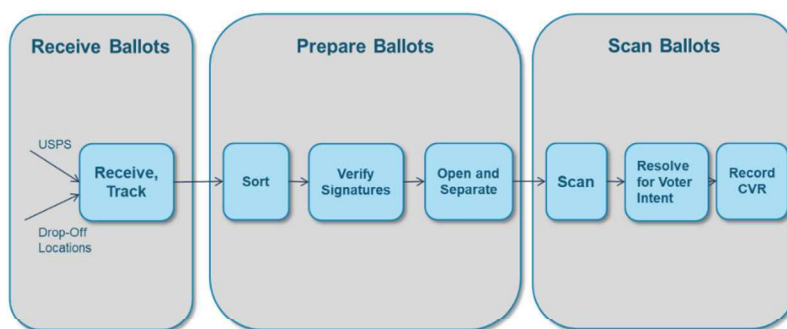 Receive Ballots
Prepare Ballots
Scan Ballots
USPS
Receive,
Track
Drop-Off
Locations
Sort
Verify
Signatures
Open and
Separate
Scan
Resolve
for Voter
Intent
Record
CVR